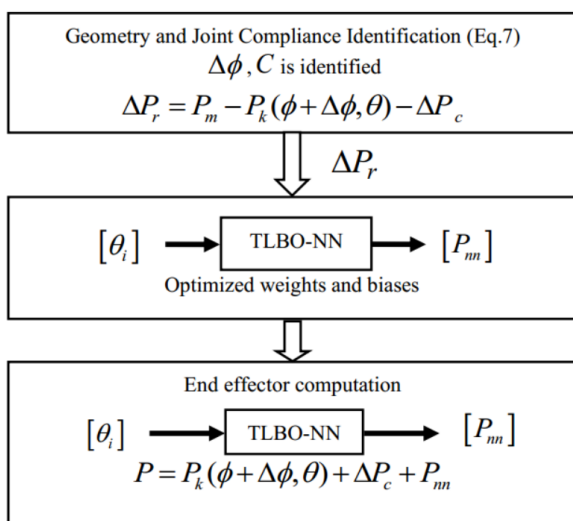 Geometry and Joint Compliance Identification (Eq.7)
Δϕ, C is identified
ΔP_r = P_m − P_k(ϕ + Δϕ, θ) − ΔP_c
ΔP_r
[θ_i] TLBO-NN [P_nn]
Optimized weights and biases
End effector computation
[θ_i] TLBO-NN [P_nn]
P = P_k(ϕ + Δϕ, θ) + ΔP_c + P_nn